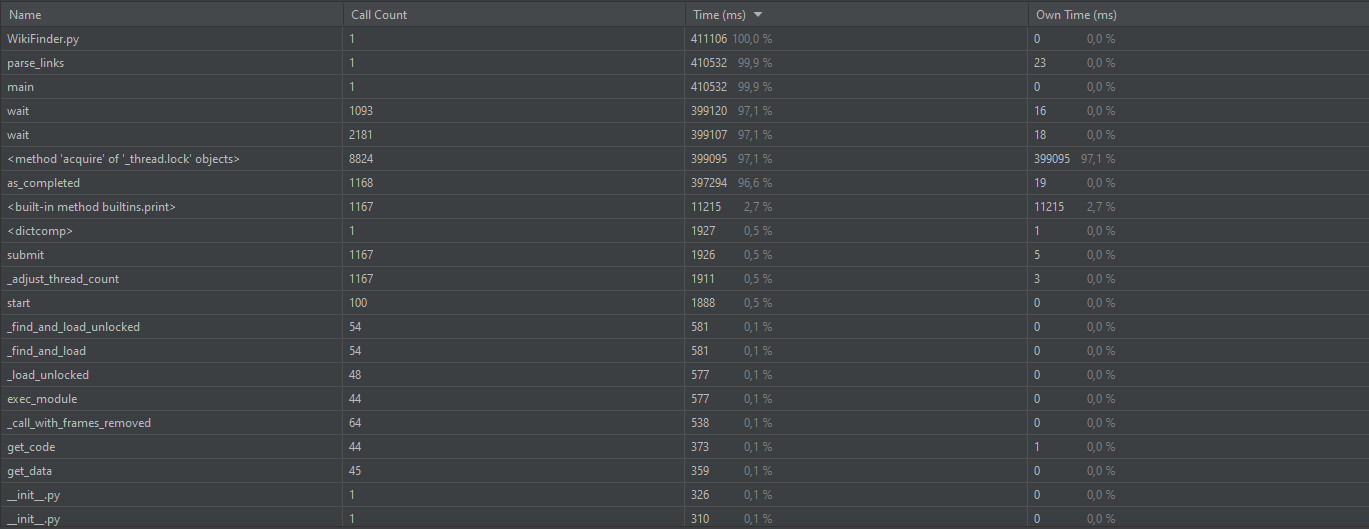 Name Call Count Time (ms) Own Time (ms)
WikiFinder.py 1 411106 100,0 % 0 0,0 %
parse_links 1 410532 99,9 % 23 0,0 %
main 1 410532 99,9 % 0 0,0 %
wait 1093 399120 97,1 % 16 0,0 %
wait 2181 399107 97,1 % 18 0,0 %
<method 'acquire' of '_thread.lock' objects> 8824 399095 97,1 % 399095 97,1 %
as_completed 1168 397294 96,6 % 19 0,0 %
<built-in method builtins.print> 1167 11215 2,7 % 11215 2,7 %
<dictcomp> 1 1927 0,5 % 1 0,0 %
submit 1167 1926 0,5 % 5 0,0 %
_adjust_thread_count 1167 1911 0,5 % 3 0,0 %
start 100 1888 0,5 % 0 0,0 %
_find_and_load_unlocked 54 581 0,1 % 0 0,0 %
_find_and_load 54 581 0,1 % 0 0,0 %
_load_unlocked 48 577 0,1 % 0 0,0 %
exec_module 44 577 0,1 % 0 0,0 %
_call_with_frames_removed 64 538 0,1 % 0 0,0 %
get_code 44 373 0,1 % 1 0,0 %
get_data 45 359 0,1 % 0 0,0 %
__init__.py 1 326 0,1 % 0 0,0 %
__init__.py 1 310 0,1 % 0 0,0 %